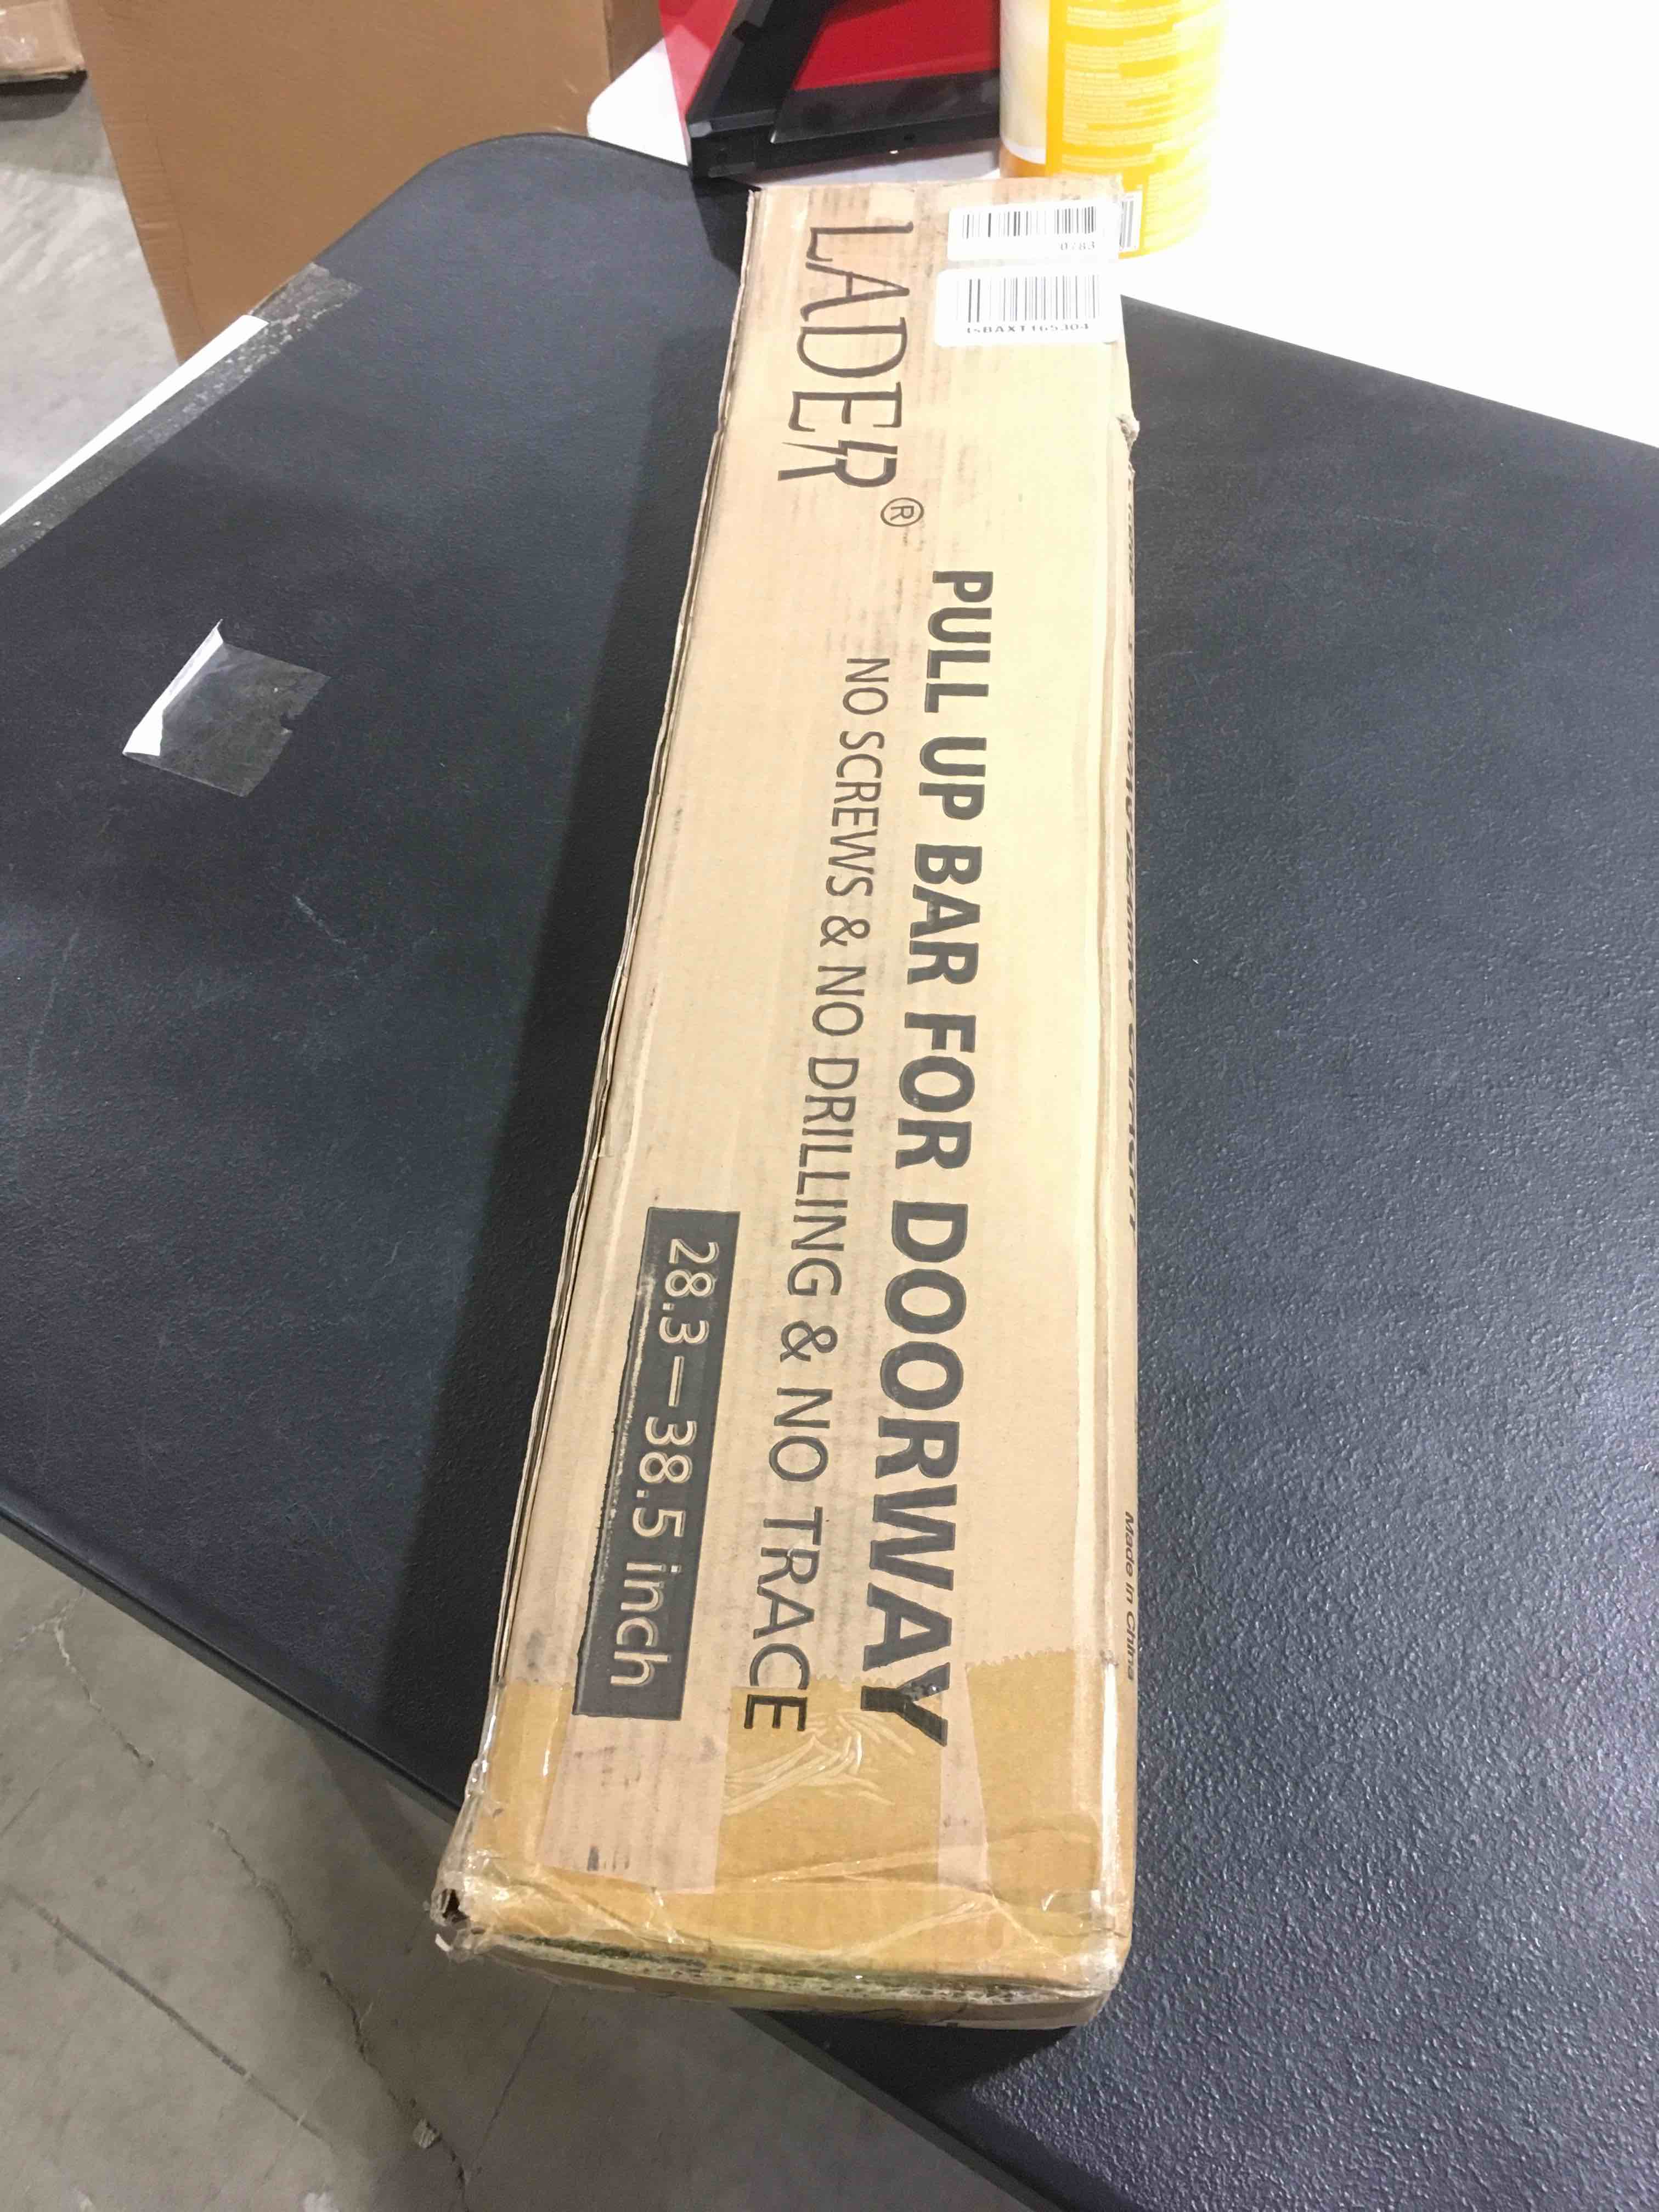 LADER®
PULL UP BAR FOR DOORWAY
NO SCREWS & NO DRILLING & NO TRACE
28.3—38.5 inch
0783
Made in China